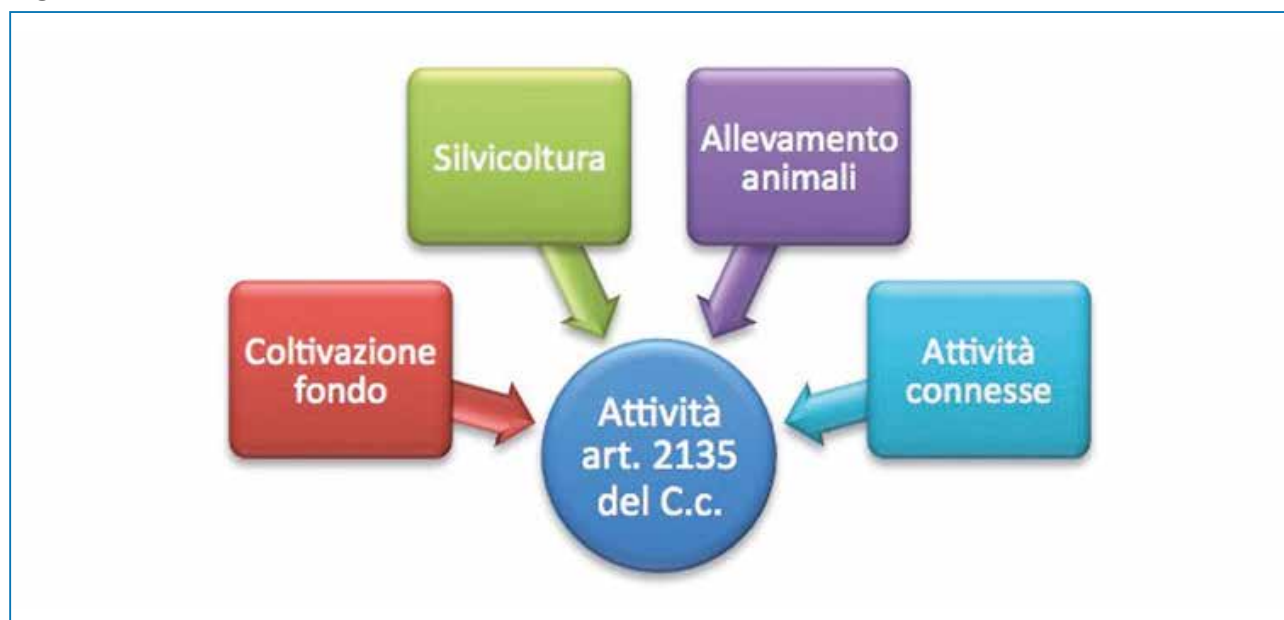 Silvicoltura
Allevamento
animali
Coltivazione
fondo
Attività
connesse
Attività
art. 2135
del C.c.